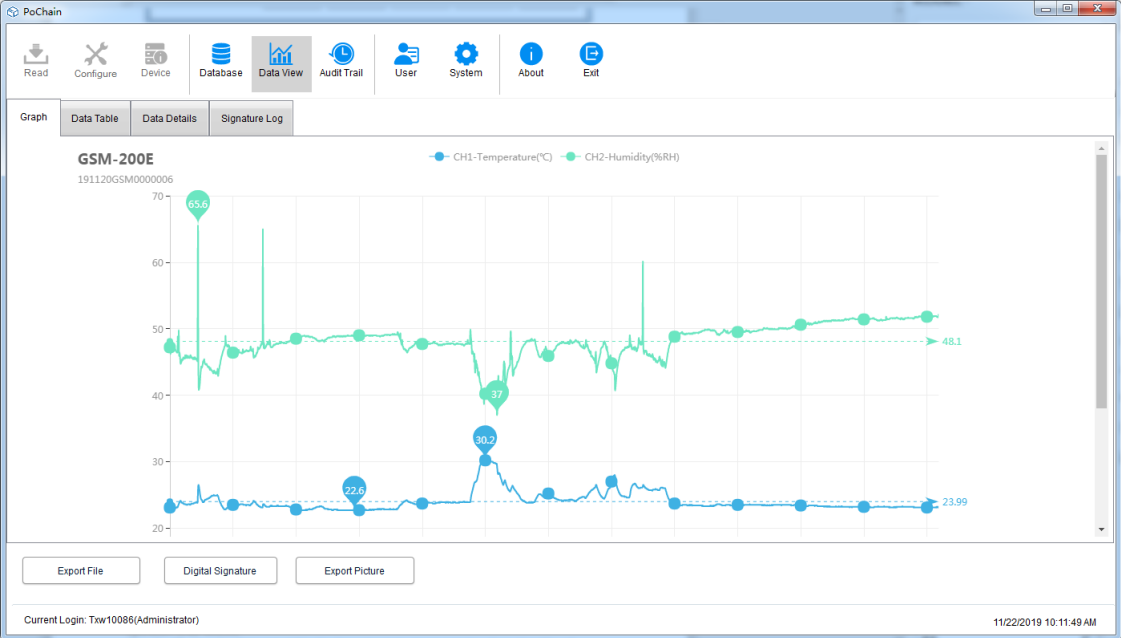 PoChain
Read Configure Device Database Data View Audit Trail User System About Exit
Graph Data Table Data Details Signature Log
GSM-200E
191120GSM0000006
CH1-Temperature(℃) CH2-Humidity(%RH)
70
65.6
60
50
48.1
40
37
30.2
30
22.6
23.99
20
Export File Digital Signature Export Picture
Current Login: Txw10086(Administrator)
11/22/2019 10:11:49 AM